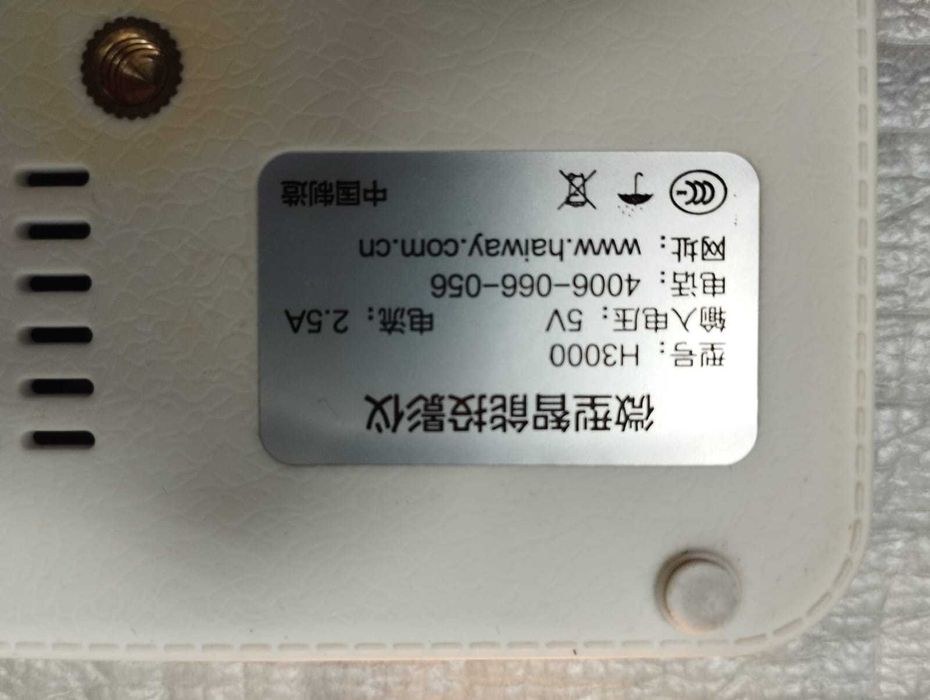 微型智能投影仪
型号：H3000
输入电压：5V 电流：2.5A
电话：4006-066-056
网址：www.haiway.com.cn
CCC 中国制造